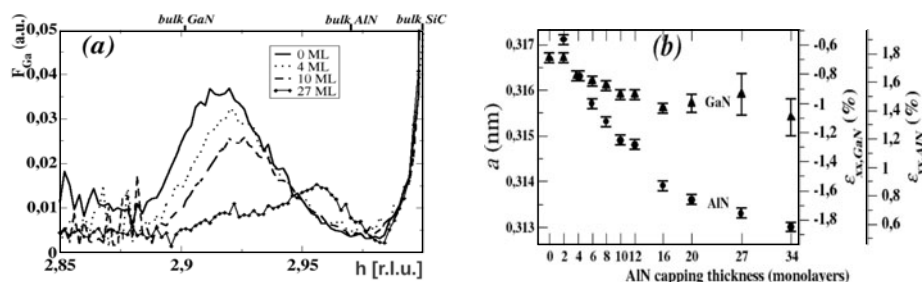 bulk GaN bulk AlN bulk SiC
(a)
F_Ga (a.u.)
0,05
0,04
0,03
0,02
0,01
0
0 ML
4 ML
10 ML
27 ML
2,85 2,9 2,95
h [r.l.u.]
(b)
a (nm)
0,317
0,316
0,315
0,314
0,313
GaN
AlN
0 2 4 6 8 10 12 16 20 27 34
AlN capping thickness (monolayers)
-0,6
-0,8
-1
-1,2
-1,4
-1,6
-1,8
ε_xx,GaN (%)
1,8
1,6
1,4
1,2
1
0,8
0,6
ε_xx,AlN (%)